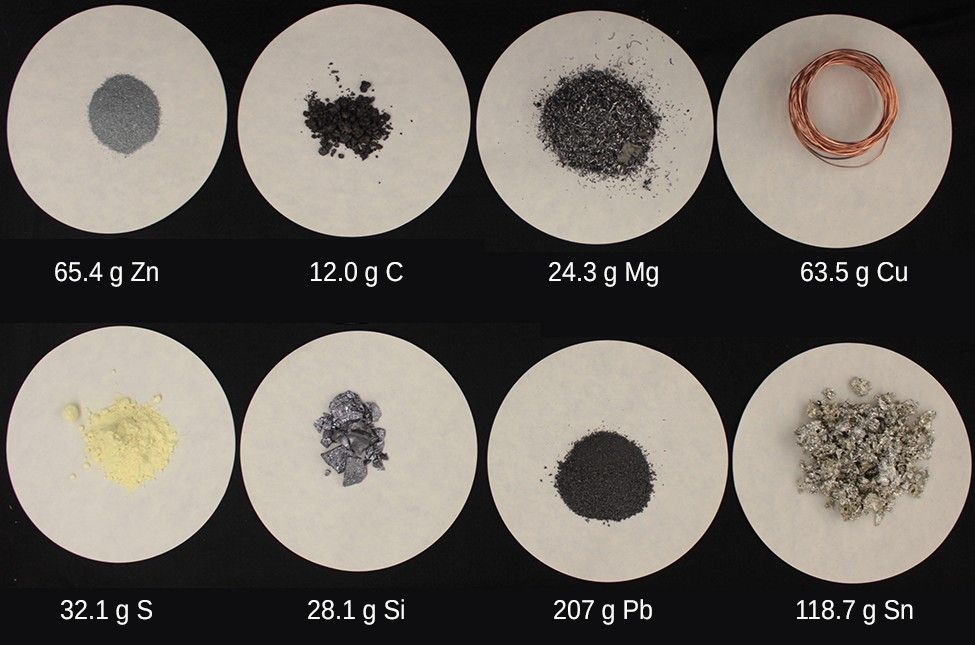 65.4 g Zn
12.0 g C
24.3 g Mg
63.5 g Cu
32.1 g S
28.1 g Si
207 g Pb
118.7 g Sn